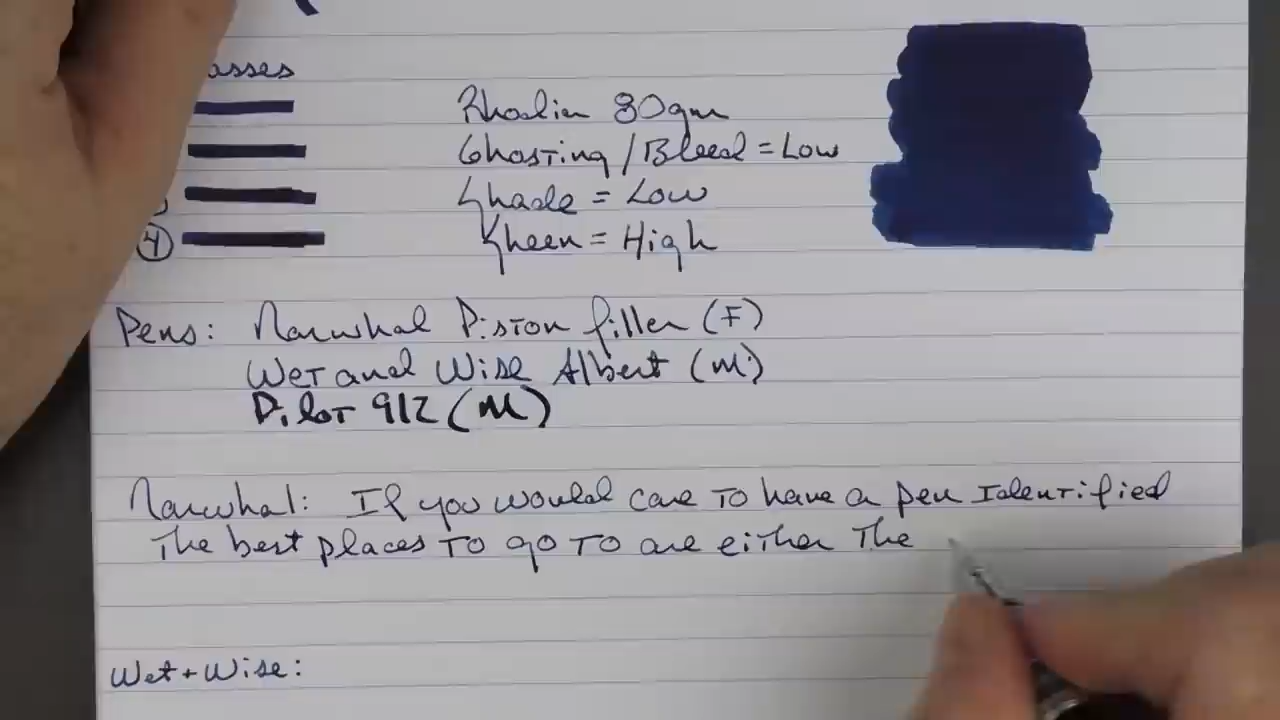 asses
Rhodia 80gm
Ghosting / Bleed = Low
Shade = Low
④ Sheen = High
Pens: Narwhal Piston filler (F)
Wet and Wise Albert (M)
Pilot 912 (M)
Narwhal: If you would care to have a pen Identified
The best places to go to are either The
Wet + Wise: